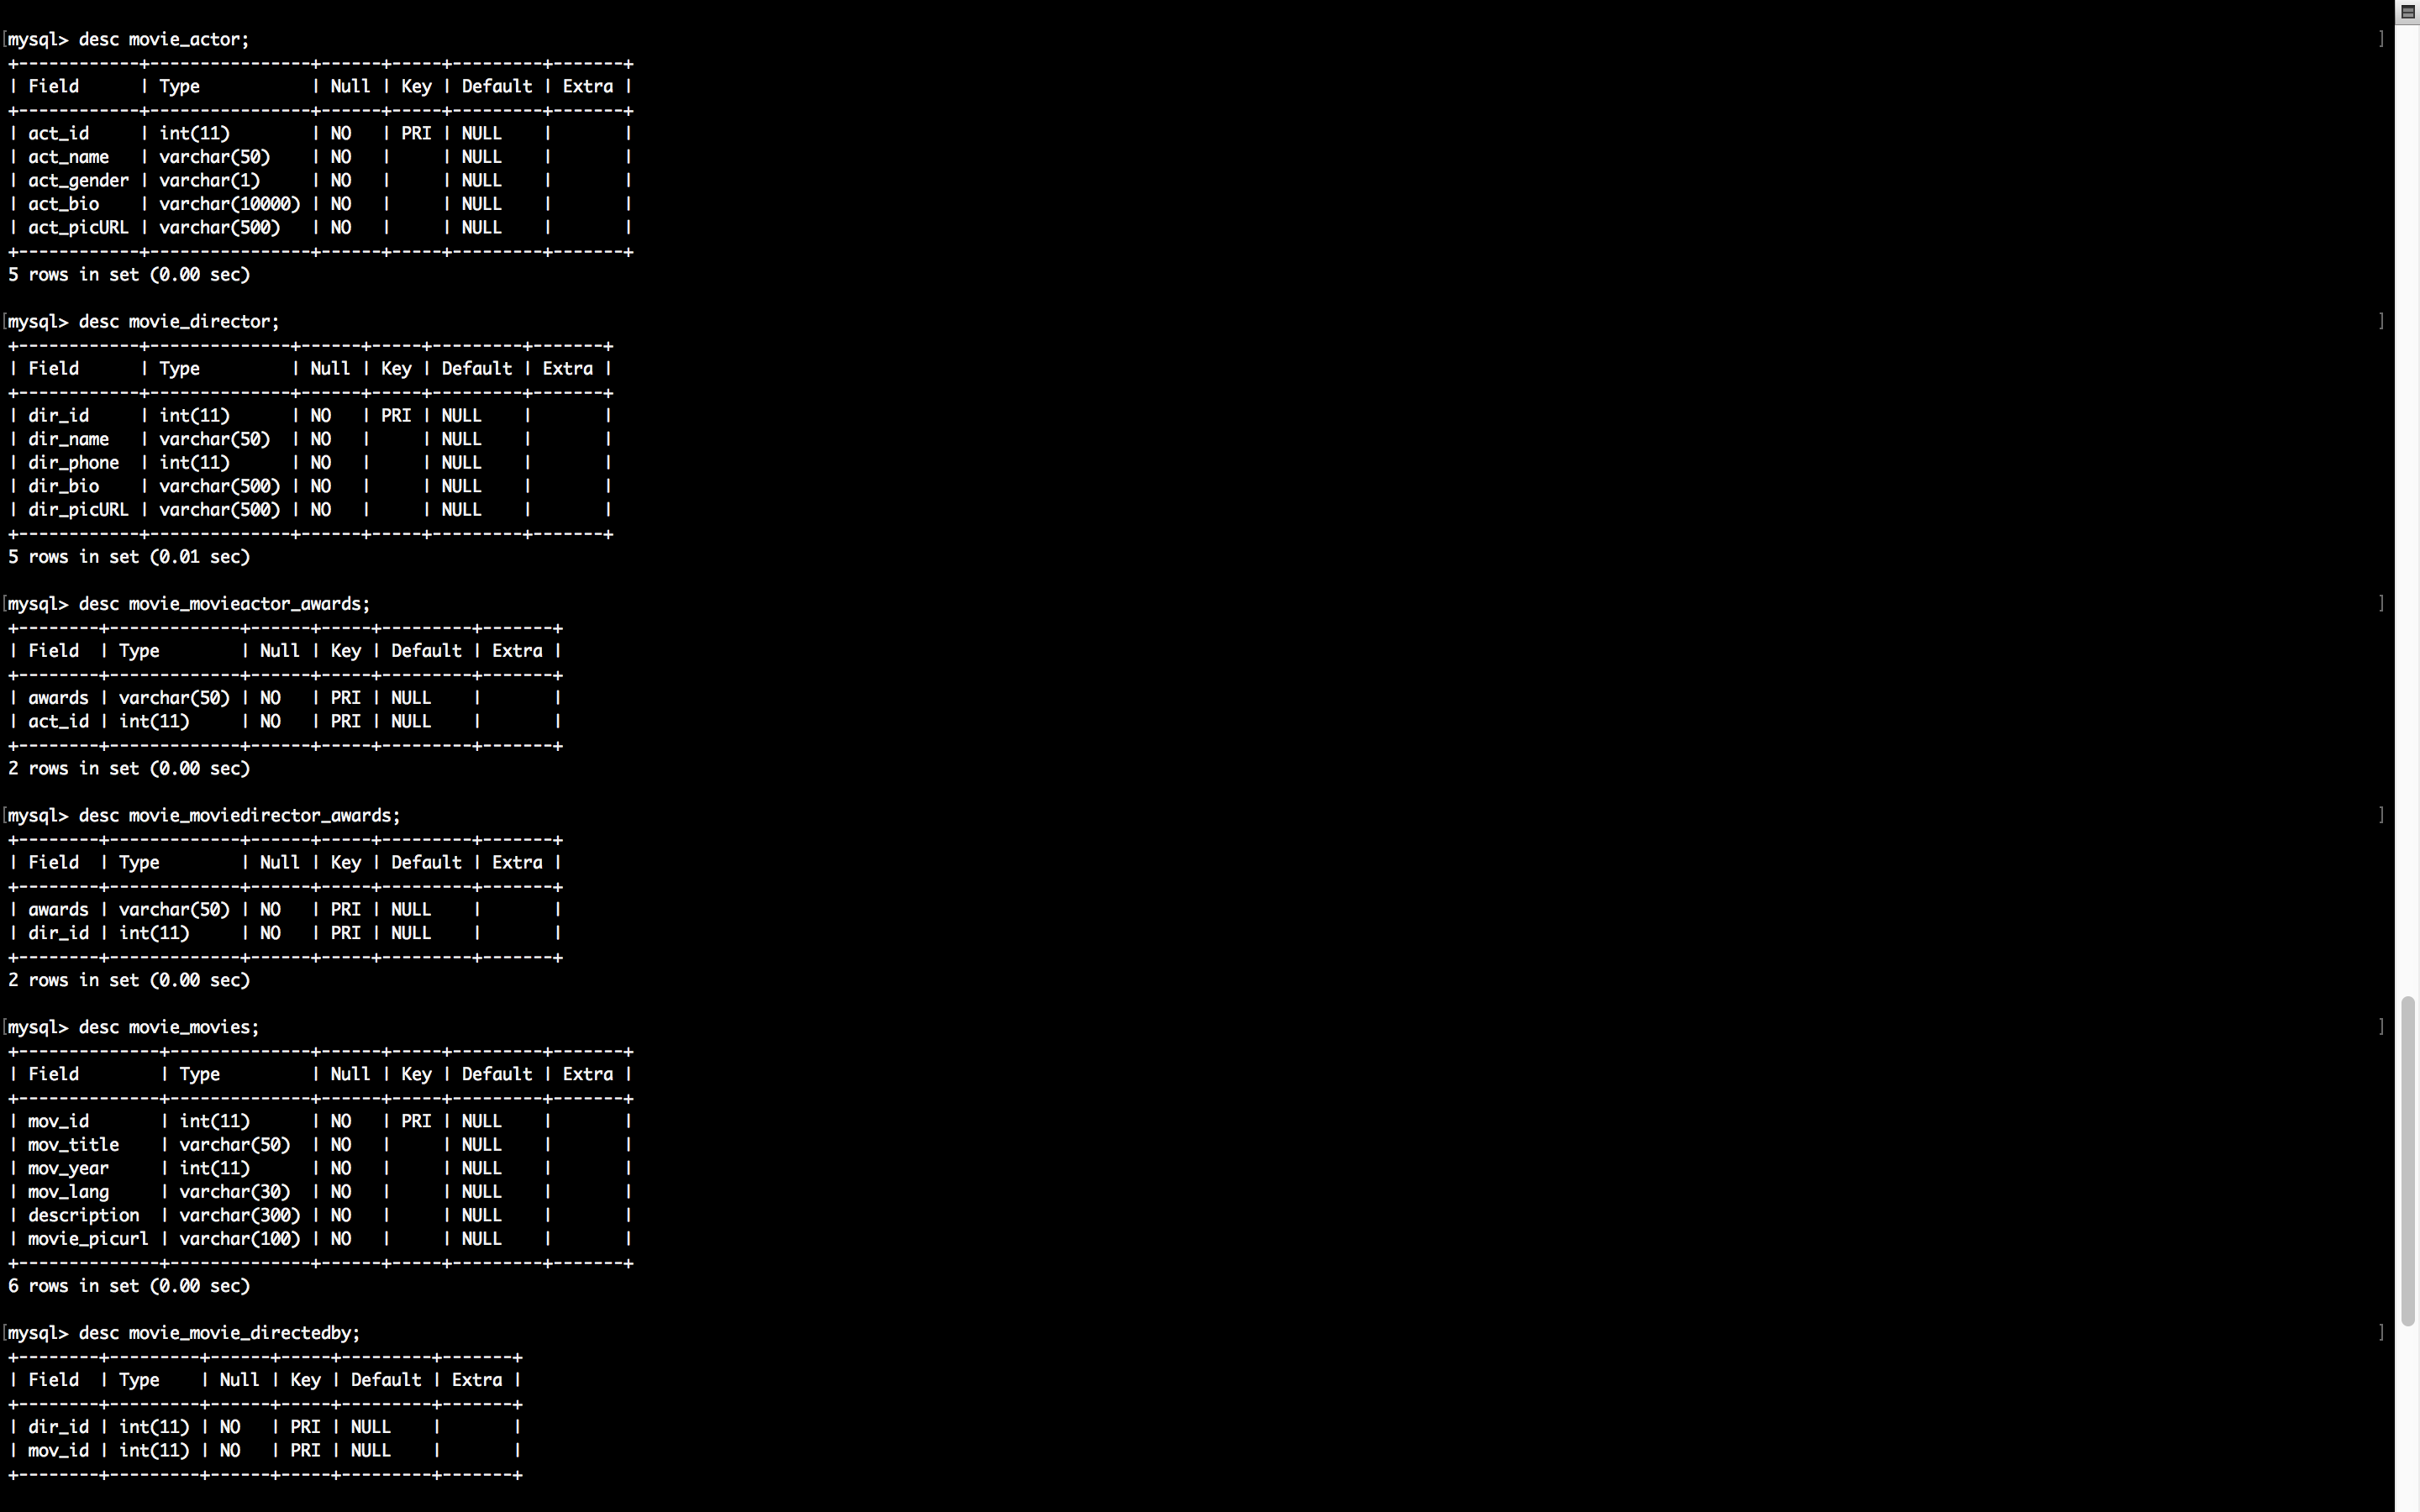 [mysql> desc movie_actor; ]
+------------+----------------+------+-----+---------+-------+
| Field      | Type           | Null | Key | Default | Extra |
+------------+----------------+------+-----+---------+-------+
| act_id     | int(11)        | NO   | PRI | NULL    |       |
| act_name   | varchar(50)    | NO   |     | NULL    |       |
| act_gender | varchar(1)     | NO   |     | NULL    |       |
| act_bio    | varchar(10000) | NO   |     | NULL    |       |
| act_picURL | varchar(500)   | NO   |     | NULL    |       |
+------------+----------------+------+-----+---------+-------+
5 rows in set (0.00 sec)

[mysql> desc movie_director; ]
+------------+--------------+------+-----+---------+-------+
| Field      | Type         | Null | Key | Default | Extra |
+------------+--------------+------+-----+---------+-------+
| dir_id     | int(11)      | NO   | PRI | NULL    |       |
| dir_name   | varchar(50)  | NO   |     | NULL    |       |
| dir_phone  | int(11)      | NO   |     | NULL    |       |
| dir_bio    | varchar(500) | NO   |     | NULL    |       |
| dir_picURL | varchar(500) | NO   |     | NULL    |       |
+------------+--------------+------+-----+---------+-------+
5 rows in set (0.01 sec)

[mysql> desc movie_movieactor_awards; ]
+--------+-------------+------+-----+---------+-------+
| Field  | Type        | Null | Key | Default | Extra |
+--------+-------------+------+-----+---------+-------+
| awards | varchar(50) | NO   | PRI | NULL    |       |
| act_id | int(11)     | NO   | PRI | NULL    |       |
+--------+-------------+------+-----+---------+-------+
2 rows in set (0.00 sec)

[mysql> desc movie_moviedirector_awards; ]
+--------+-------------+------+-----+---------+-------+
| Field  | Type        | Null | Key | Default | Extra |
+--------+-------------+------+-----+---------+-------+
| awards | varchar(50) | NO   | PRI | NULL    |       |
| dir_id | int(11)     | NO   | PRI | NULL    |       |
+--------+-------------+------+-----+---------+-------+
2 rows in set (0.00 sec)

[mysql> desc movie_movies; ]
+--------------+--------------+------+-----+---------+-------+
| Field        | Type         | Null | Key | Default | Extra |
+--------------+--------------+------+-----+---------+-------+
| mov_id       | int(11)      | NO   | PRI | NULL    |       |
| mov_title    | varchar(50)  | NO   |     | NULL    |       |
| mov_year     | int(11)      | NO   |     | NULL    |       |
| mov_lang     | varchar(30)  | NO   |     | NULL    |       |
| description  | varchar(300) | NO   |     | NULL    |       |
| movie_picurl | varchar(100) | NO   |     | NULL    |       |
+--------------+--------------+------+-----+---------+-------+
6 rows in set (0.00 sec)

[mysql> desc movie_movie_directedby; ]
+--------+---------+------+-----+---------+-------+
| Field  | Type    | Null | Key | Default | Extra |
+--------+---------+------+-----+---------+-------+
| dir_id | int(11) | NO   | PRI | NULL    |       |
| mov_id | int(11) | NO   | PRI | NULL    |       |
+--------+---------+------+-----+---------+-------+